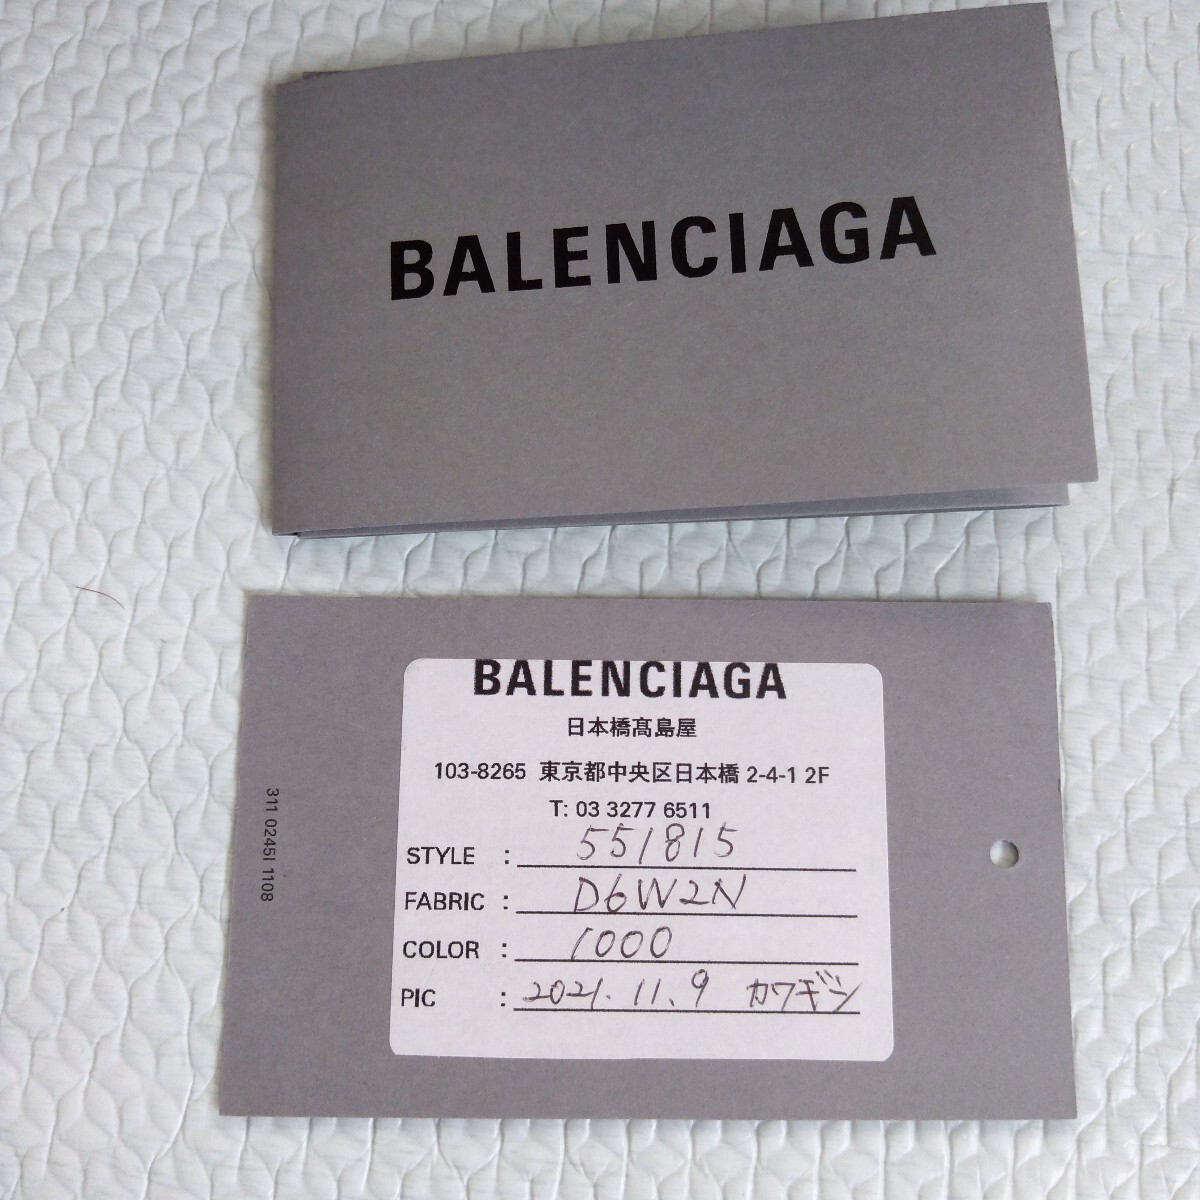 BALENCIAGA
BALENCIAGA
日本橋髙島屋
103-8265 東京都中央区日本橋 2-4-1 2F
T: 03 3277 6511
STYLE : 551815
FABRIC : D6W2N
COLOR : 1000
PIC : 2021.11.9 カワギシ
311 0245I 1108